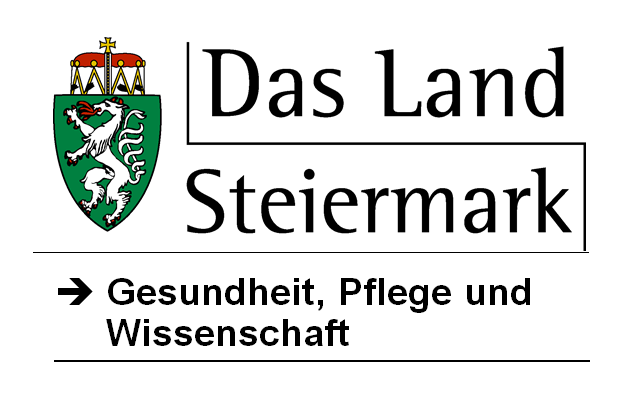 Das Land
Steiermark
➔ Gesundheit, Pflege und
Wissenschaft